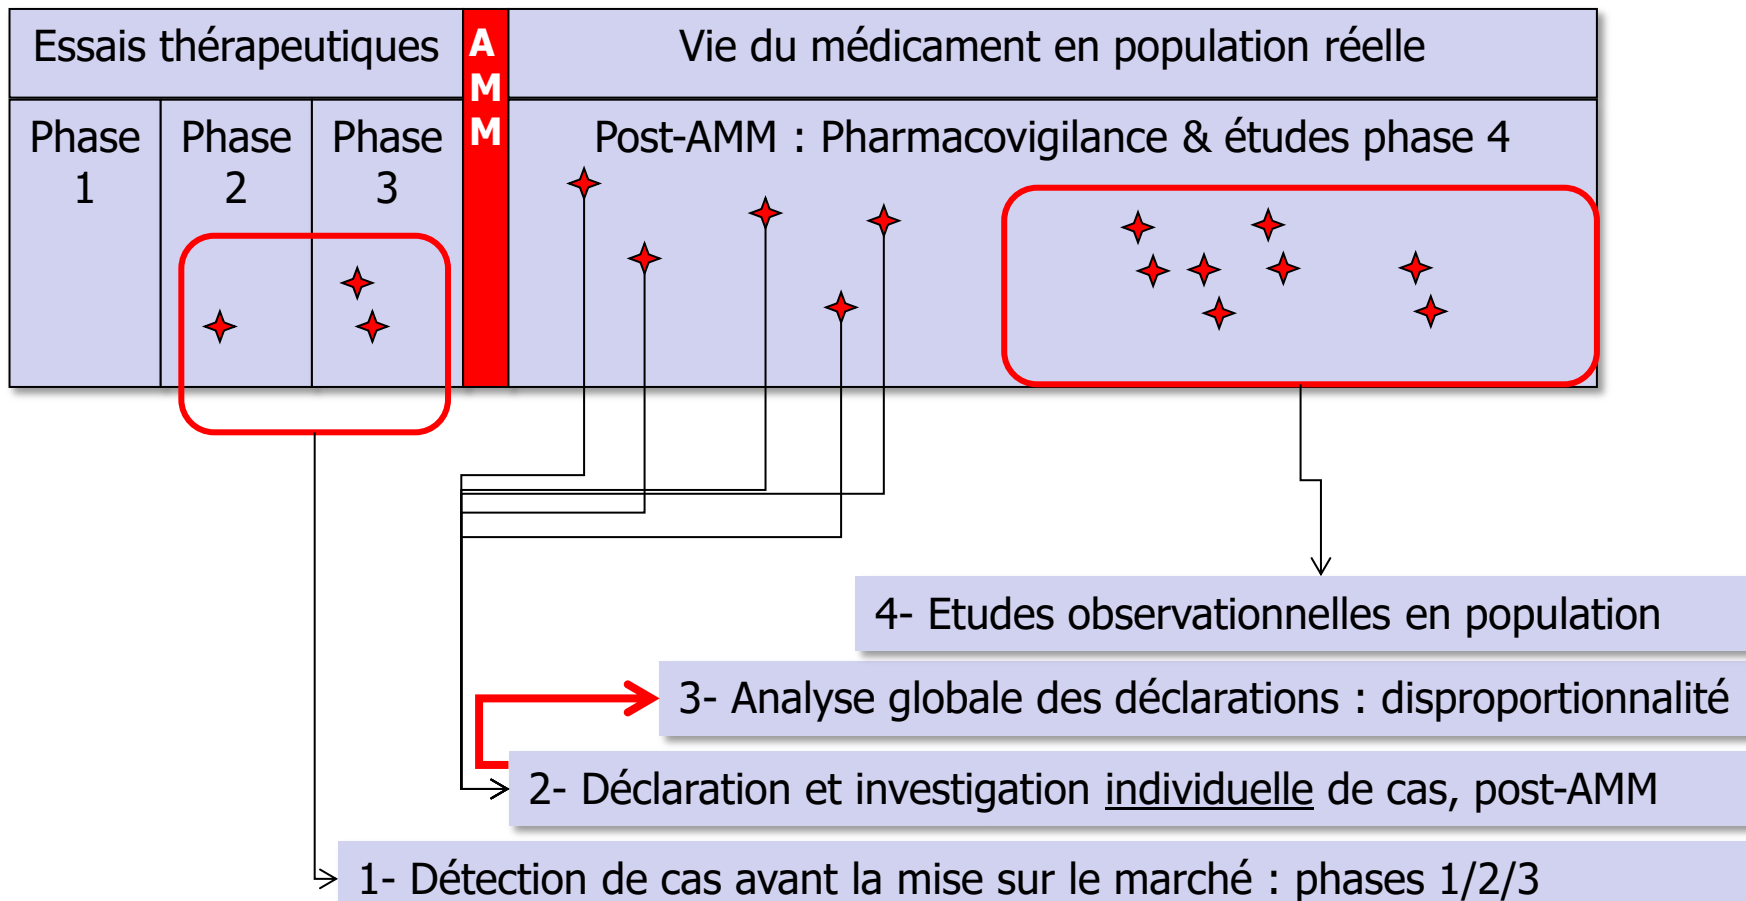 Essais thérapeutiques
A
M
M
Vie du médicament en population réelle
Phase
1
Phase
2
Phase
3
Post-AMM : Pharmacovigilance & études phase 4
4- Etudes observationnelles en population
3- Analyse globale des déclarations : disproportionnalité
2- Déclaration et investigation individuelle de cas, post-AMM
1- Détection de cas avant la mise sur le marché : phases 1/2/3